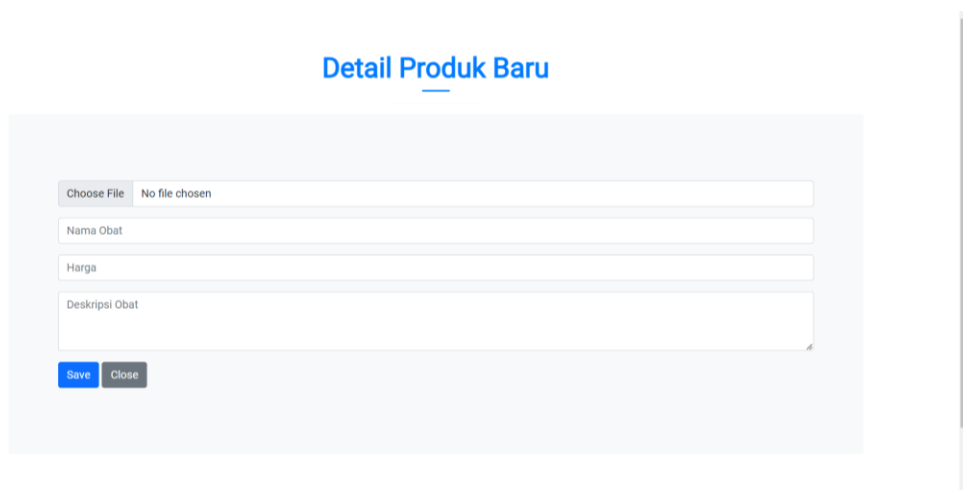 Detail Produk Baru
Choose File No file chosen
Nama Obat
Harga
Deskripsi Obat
Save Close